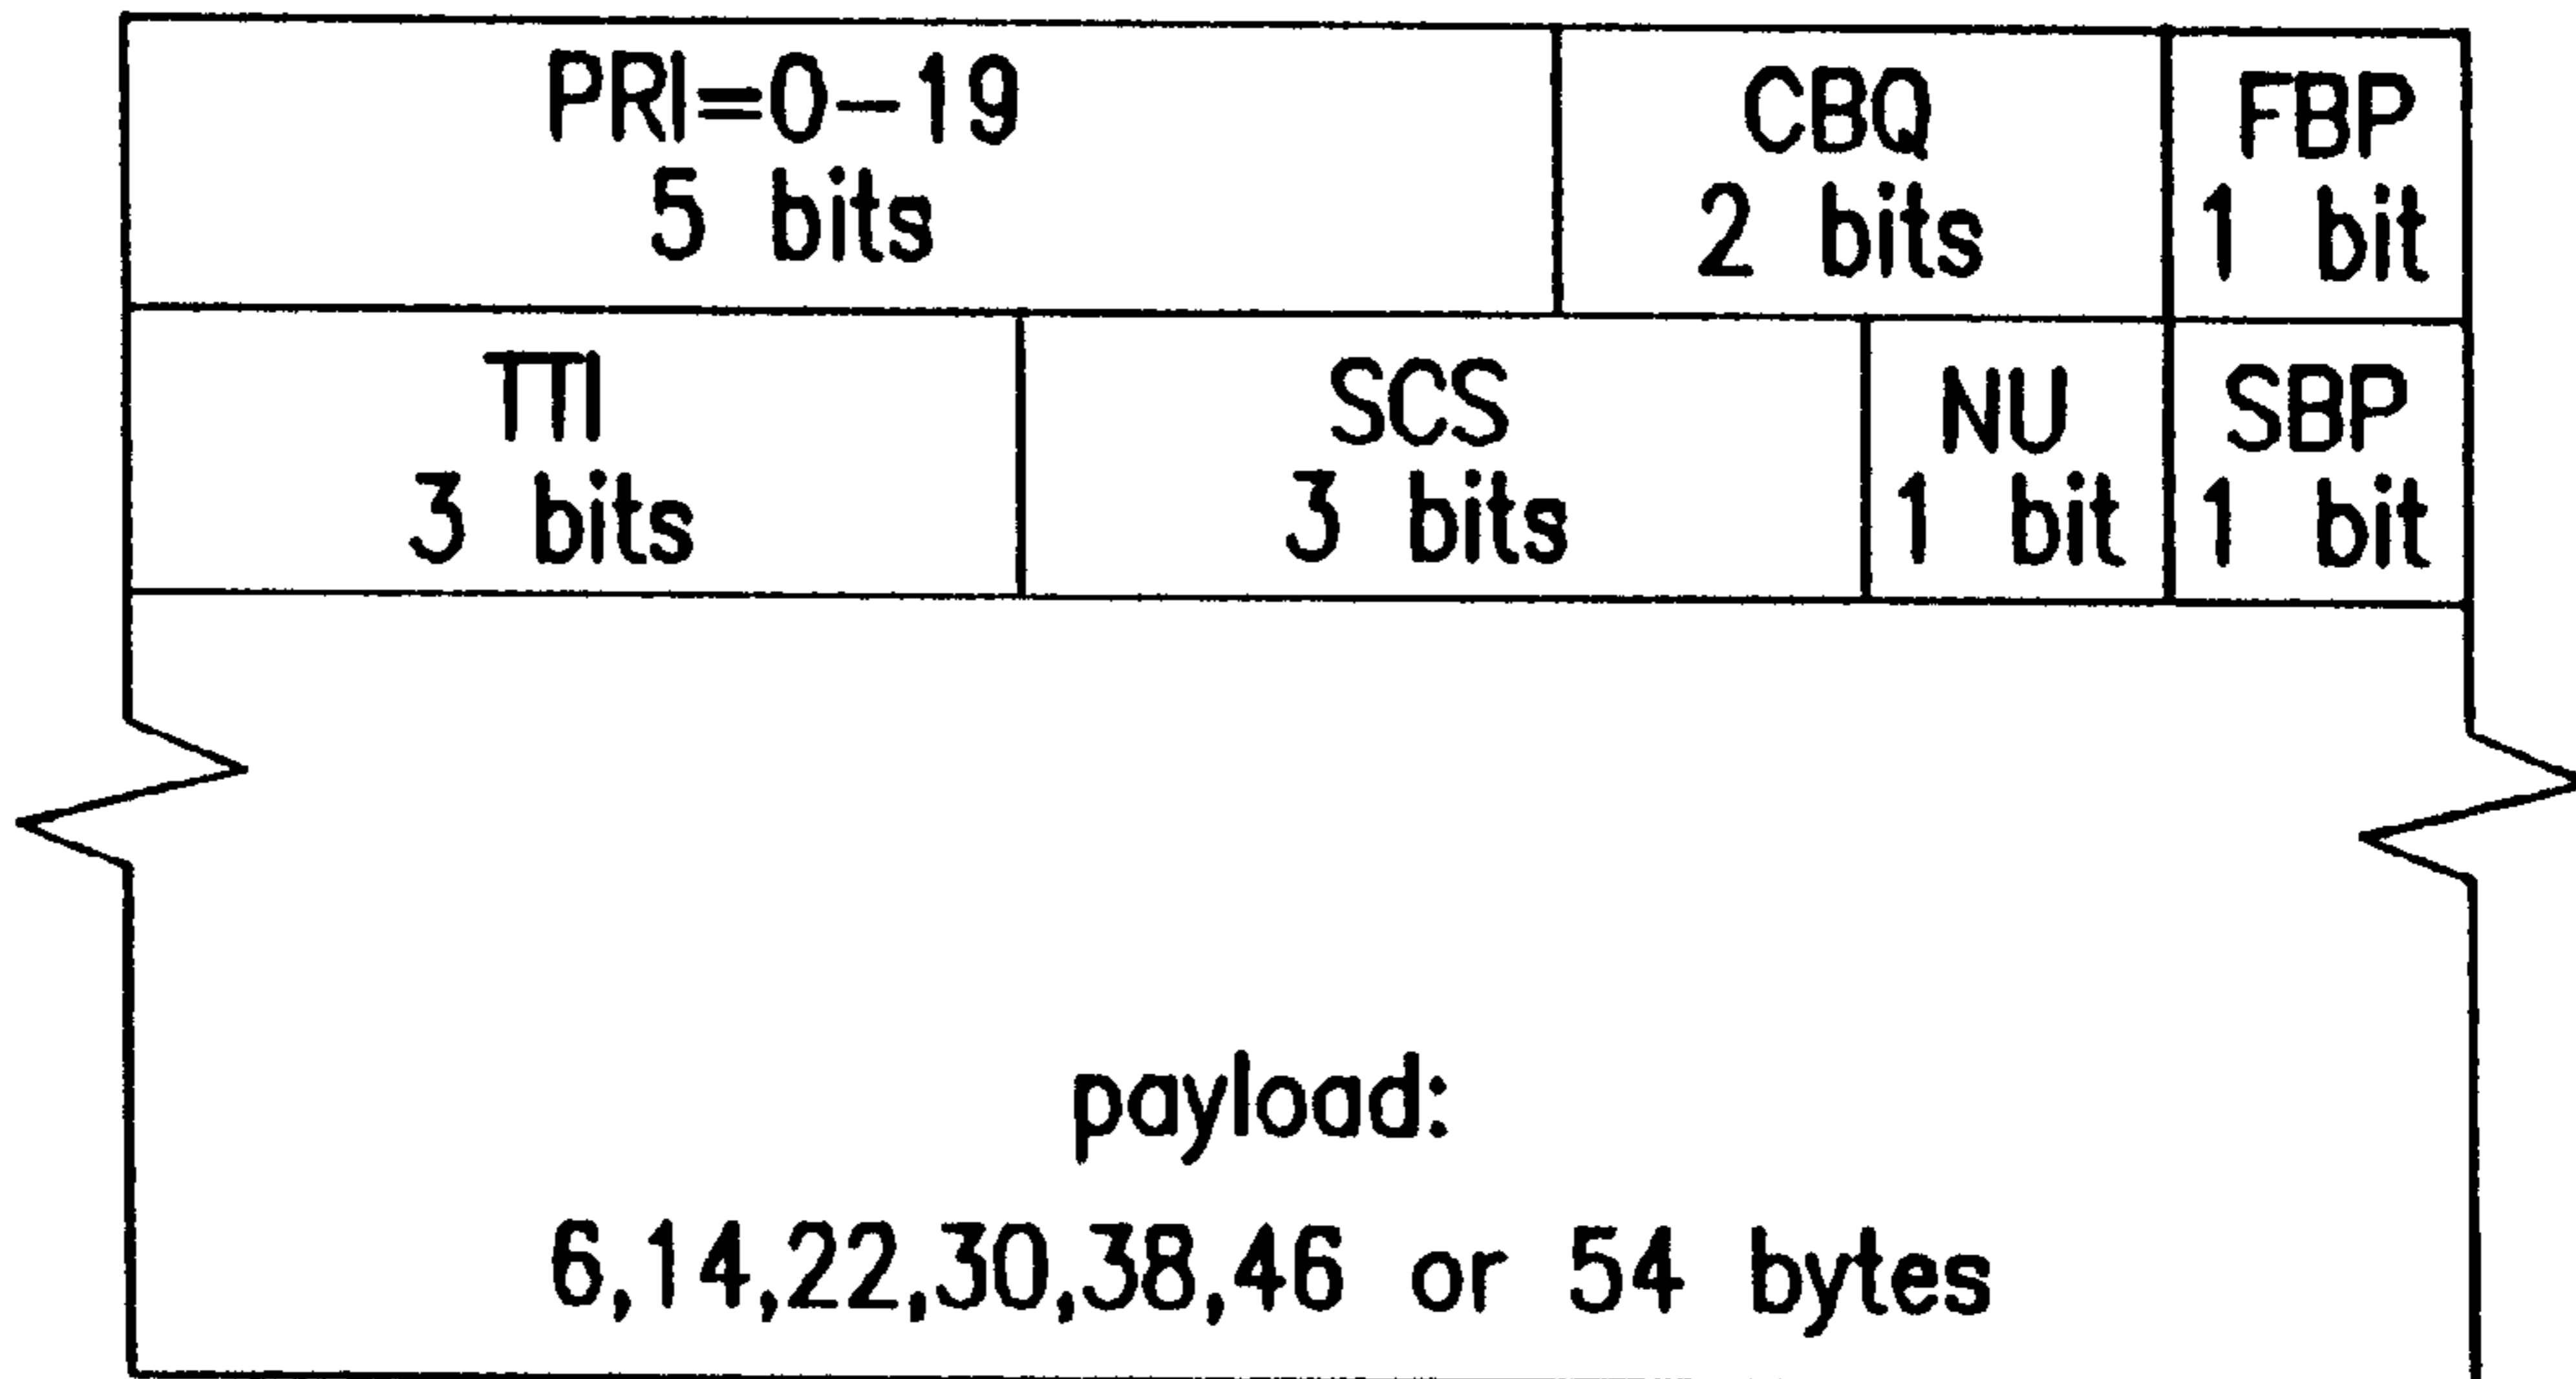 PRI=0-19 CBQ FBP
5 bits 2 bits 1 bit
TTI SCS NU SBP
3 bits 3 bits 1 bit 1 bit
payload:
6,14,22,30,38,46 or 54 bytes